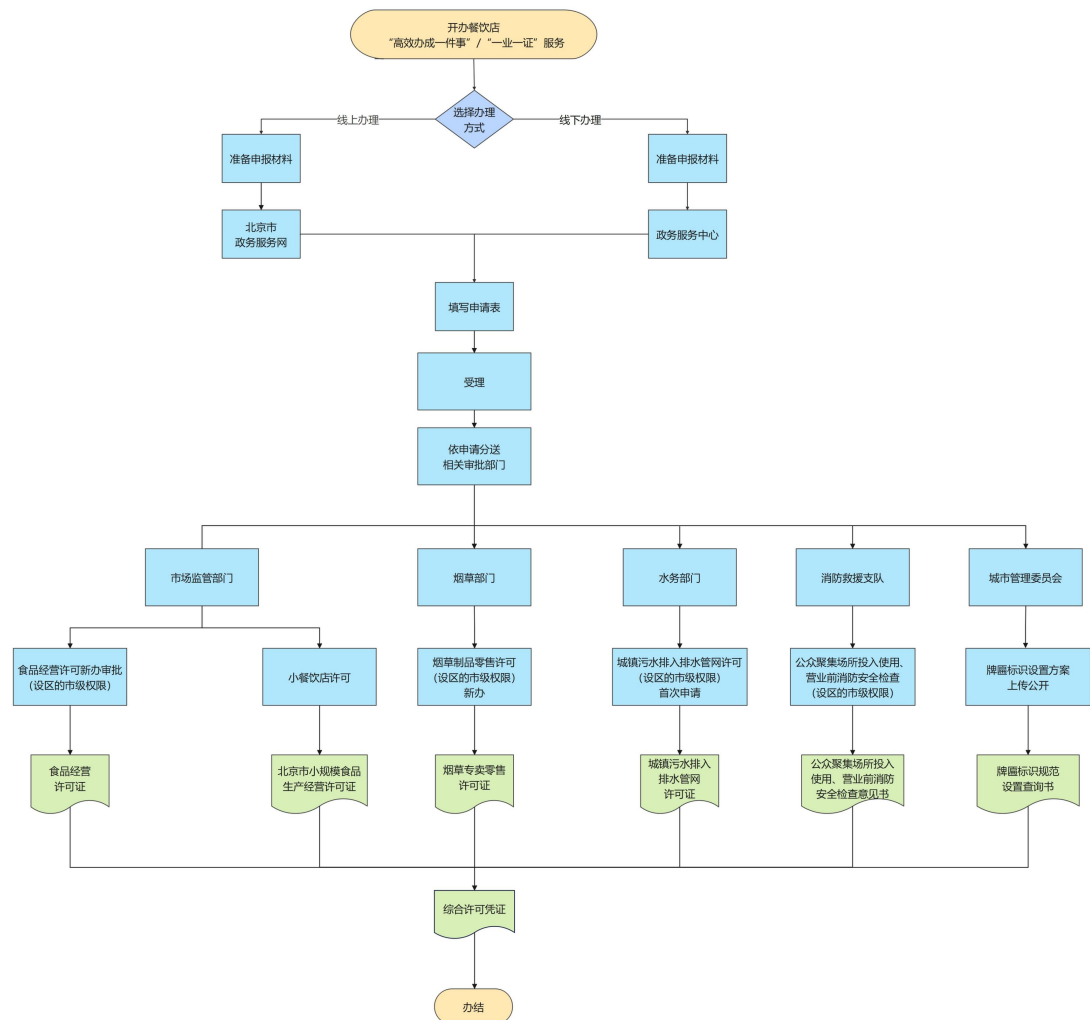 开办餐饮店
“高效办成一件事” / “一业一证”服务
选择办理
方式
线上办理
线下办理
准备申报材料
准备申报材料
北京市
政务服务网
政务服务中心
填写申请表
受理
依申请分送
相关审批部门
市场监管部门
烟草部门
水务部门
消防救援支队
城市管理委员会
食品经营许可新办审批
(设区的市级权限)
小餐饮店许可
烟草制品零售许可
(设区的市级权限)
新办
城镇污水排入排水管网许可
(设区的市级权限)
首次申请
公众聚集场所投入使用、
营业前消防安全检查
(设区的市级权限)
牌匾标识设置方案
上传公开
食品经营
许可证
北京市小规模食品
生产经营许可证
烟草专卖零售
许可证
城镇污水排入
排水管网
许可证
公众聚集场所投入
使用、营业前消防
安全检查意见书
牌匾标识规范
设置查询书
综合许可凭证
办结